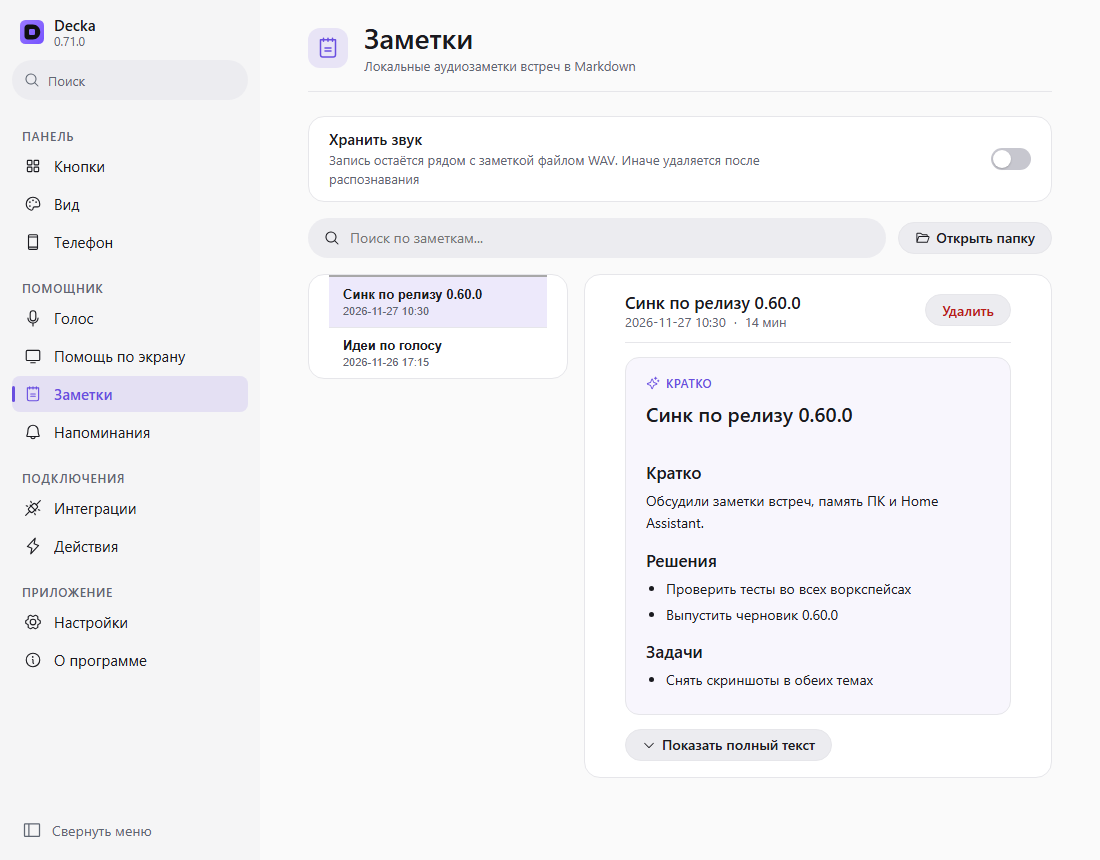 Decka
0.71.0
Поиск
ПАНЕЛЬ
Кнопки
Вид
Телефон
ПОМОЩНИК
Голос
Помощь по экрану
Заметки
Напоминания
ПОДКЛЮЧЕНИЯ
Интеграции
Действия
ПРИЛОЖЕНИЕ
Настройки
О программе
Свернуть меню
Заметки
Локальные аудиозаметки встреч в Markdown
Хранить звук
Запись остаётся рядом с заметкой файлом WAV. Иначе удаляется после
распознавания
Поиск по заметкам...
Открыть папку
Синк по релизу 0.60.0
2026-11-27 10:30
Идеи по голосу
2026-11-26 17:15
Синк по релизу 0.60.0
2026-11-27 10:30 · 14 мин
Удалить
КРАТКО
Синк по релизу 0.60.0
Кратко
Обсудили заметки встреч, память ПК и Home
Assistant.
Решения
• Проверить тесты во всех воркспейсах
• Выпустить черновик 0.60.0
Задачи
• Снять скриншоты в обеих темах
Показать полный текст